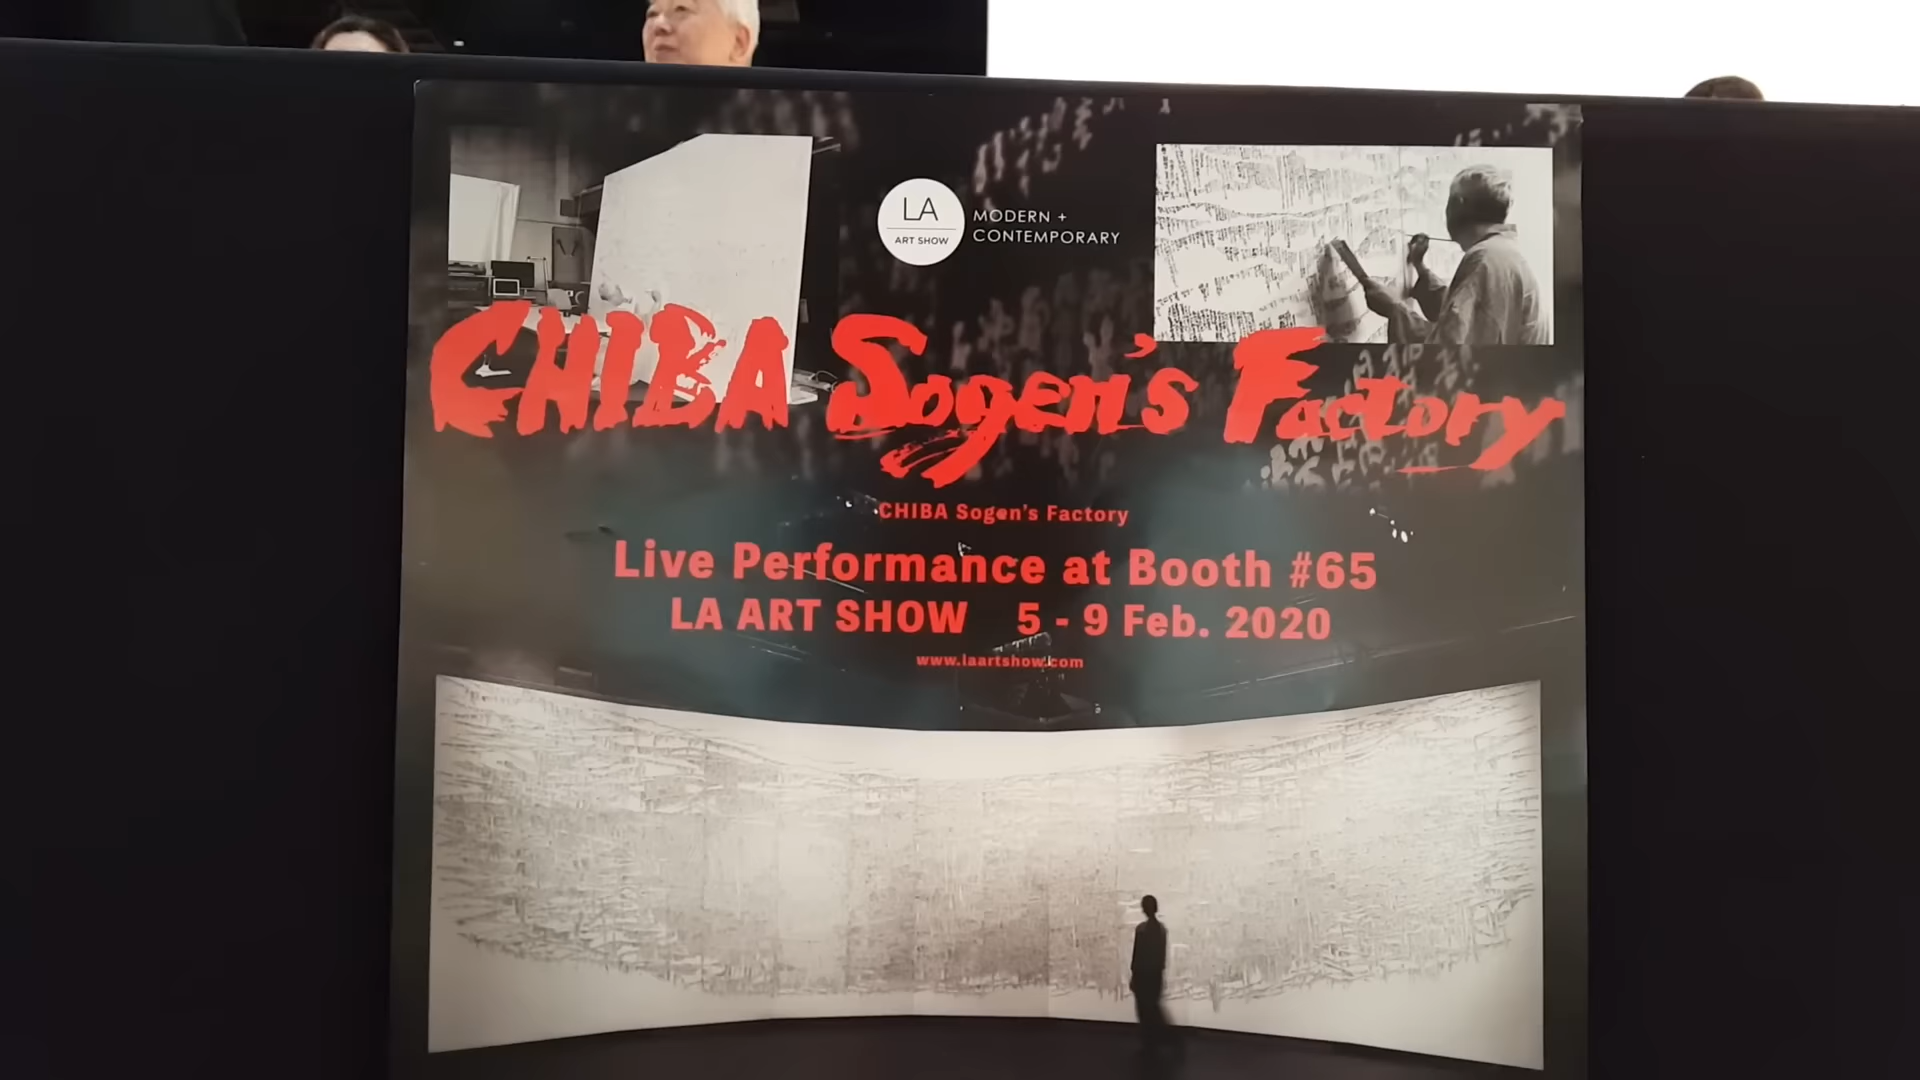 LA
ART SHOW
MODERN +
CONTEMPORARY
CHIBA Sogen's Factory
CHIBA Sogen's Factory
Live Performance at Booth #65
LA ART SHOW 5 - 9 Feb. 2020
www.laartshow.com